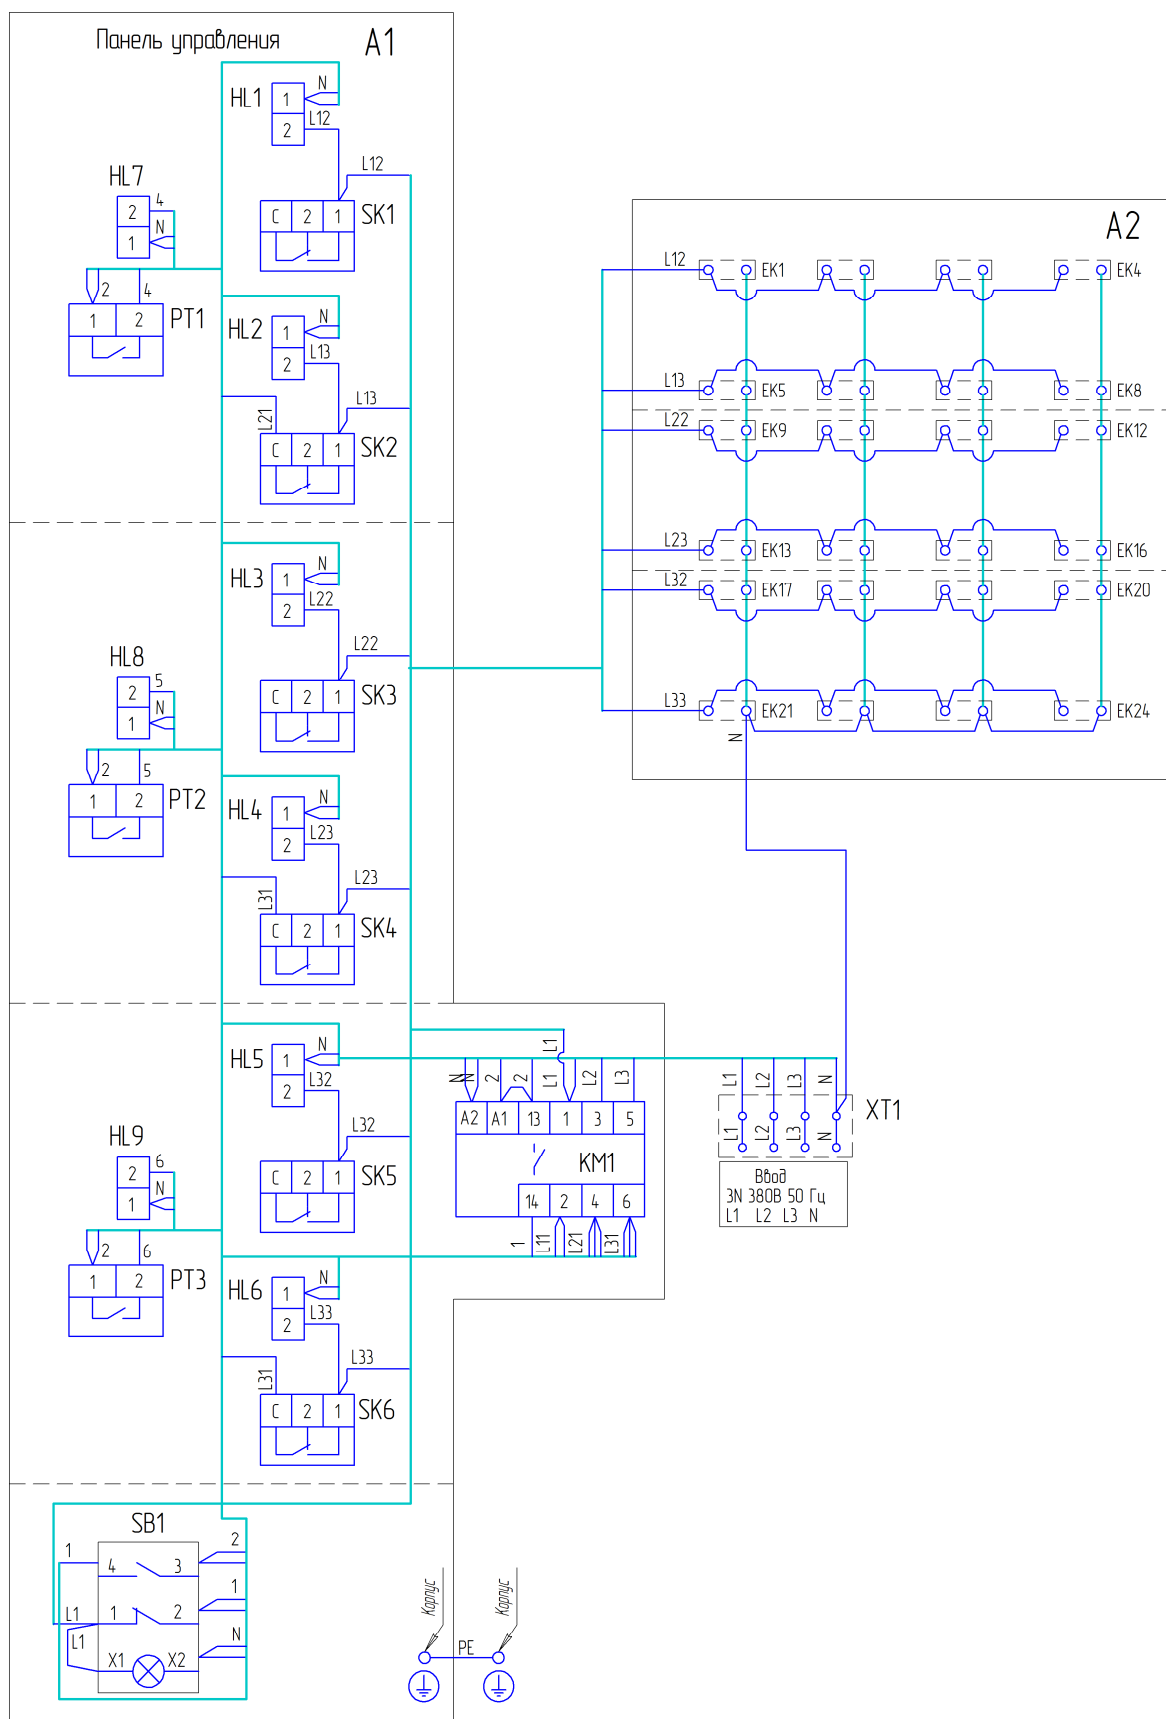 Панель управления
A1
HL1
1
N
2
L12
L12
HL7
2
4
1
N
C 2 1
SK1
2
4
1 2
PT1
HL2
1
N
2
L13
L13
L21
C 2 1
SK2
HL3
1
N
2
L22
L22
HL8
2
5
1
N
C 2 1
SK3
2
5
1 2
PT2
HL4
1
N
2
L23
L23
L31
C 2 1
SK4
HL5
1
N
2
L32
L32
HL9
2
6
1
N
C 2 1
SK5
2
6
1 2
PT3
HL6
1
N
2
L33
L33
L31
C 2 1
SK6
A2
L12
EK1
EK4
L13
EK5
EK8
L22
EK9
EK12
L23
EK13
EK16
L32
EK17
EK20
L33
EK21
EK24
N
L1
N N 2 2 L1 L2 L3
A2 A1 13 1 3 5
KM1
14 2 4 6
1 L11 L21 L31
L1 L2 L3 N
XT1
L1 L2 L3 N
Ввод
3N 380В 50 Гц
L1 L2 L3 N
SB1
1
4 3
2
L1
1 2
1
L1
X1 X2
N
Корпус
Корпус
PE